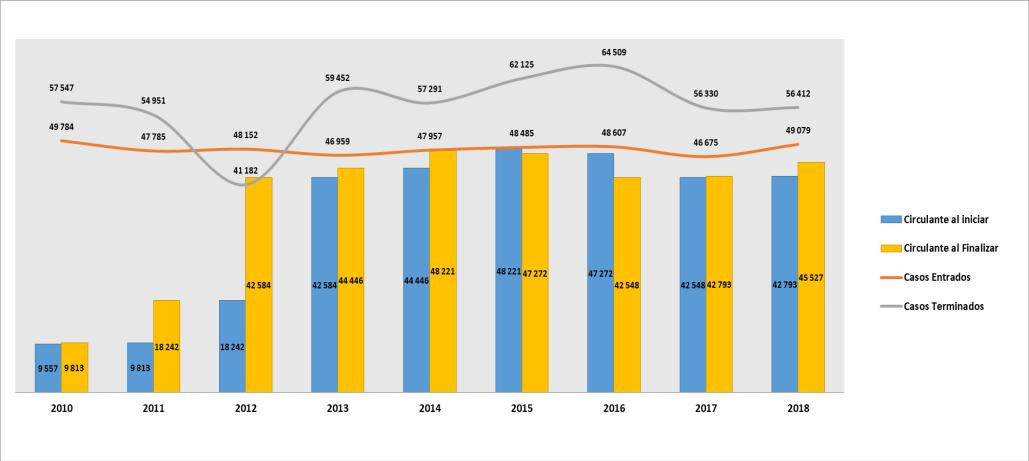 64 509
62 125
59 452
57 547
57 291
56 330
56 412
54 951
49 784
47 785
48 152
46 959
47 957
48 485
48 607
46 675
49 079
41 182
9 557 9 813
9 813 18 242
18 242 42 584
42 584 44 446
44 446 48 221
48 221 47 272
47 272 42 548
42 548 42 793
42 793 45 527
2010 2011 2012 2013 2014 2015 2016 2017 2018
Circulante al iniciar
Circulante al Finalizar
Casos Entrados
Casos Terminados